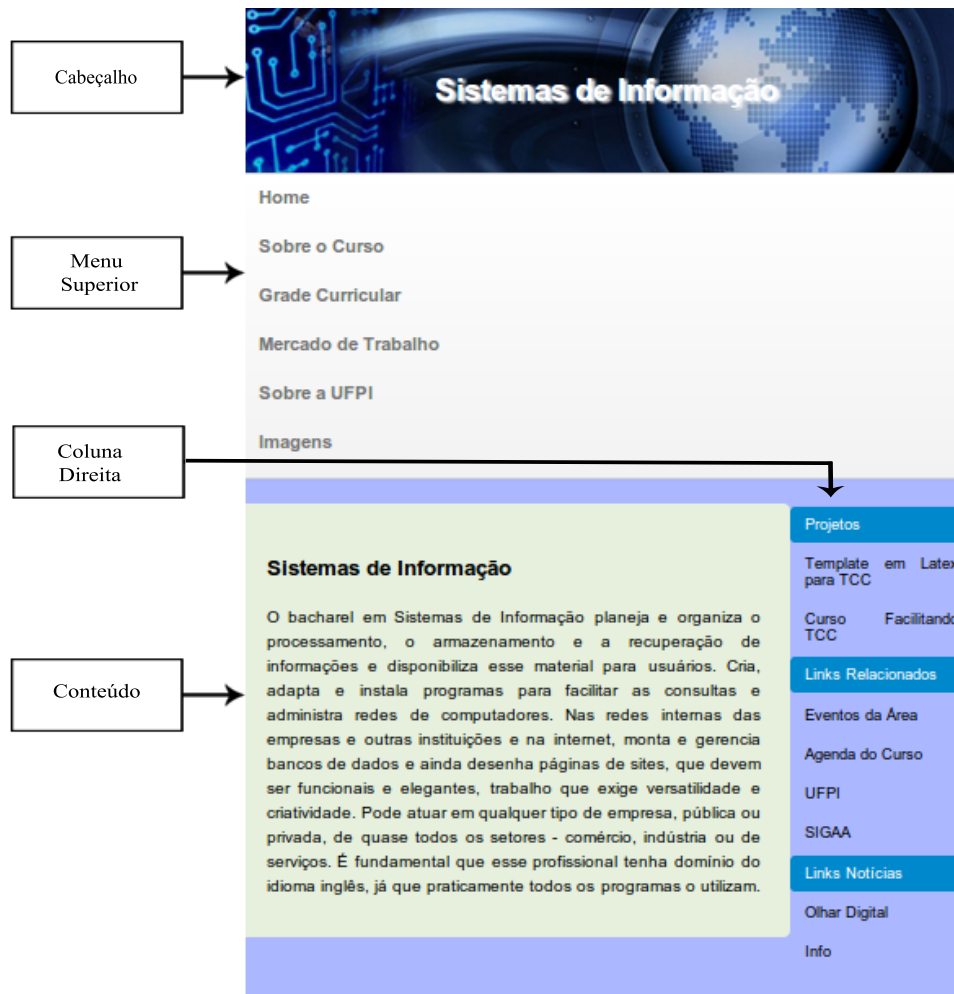 Cabeçalho
Sistemas de Informação
Home
Sobre o Curso
Menu
Superior
Grade Curricular
Mercado de Trabalho
Sobre a UFPI
Imagens
Coluna
Direita
Projetos
Template em Latex
para TCC
Curso Facilitando
TCC
Links Relacionados
Eventos da Área
Agenda do Curso
UFPI
SIGAA
Links Notícias
Olhar Digital
Info
Conteúdo
Sistemas de Informação
O bacharel em Sistemas de Informação planeja e organiza o
processamento, o armazenamento e a recuperação de
informações e disponibiliza esse material para usuários. Cria,
adapta e instala programas para facilitar as consultas e
administra redes de computadores. Nas redes internas das
empresas e outras instituições e na internet, monta e gerencia
bancos de dados e ainda desenha páginas de sites, que devem
ser funcionais e elegantes, trabalho que exige versatilidade e
criatividade. Pode atuar em qualquer tipo de empresa, pública ou
privada, de quase todos os setores - comércio, indústria ou de
serviços. É fundamental que esse profissional tenha domínio do
idioma inglês, já que praticamente todos os programas o utilizam.